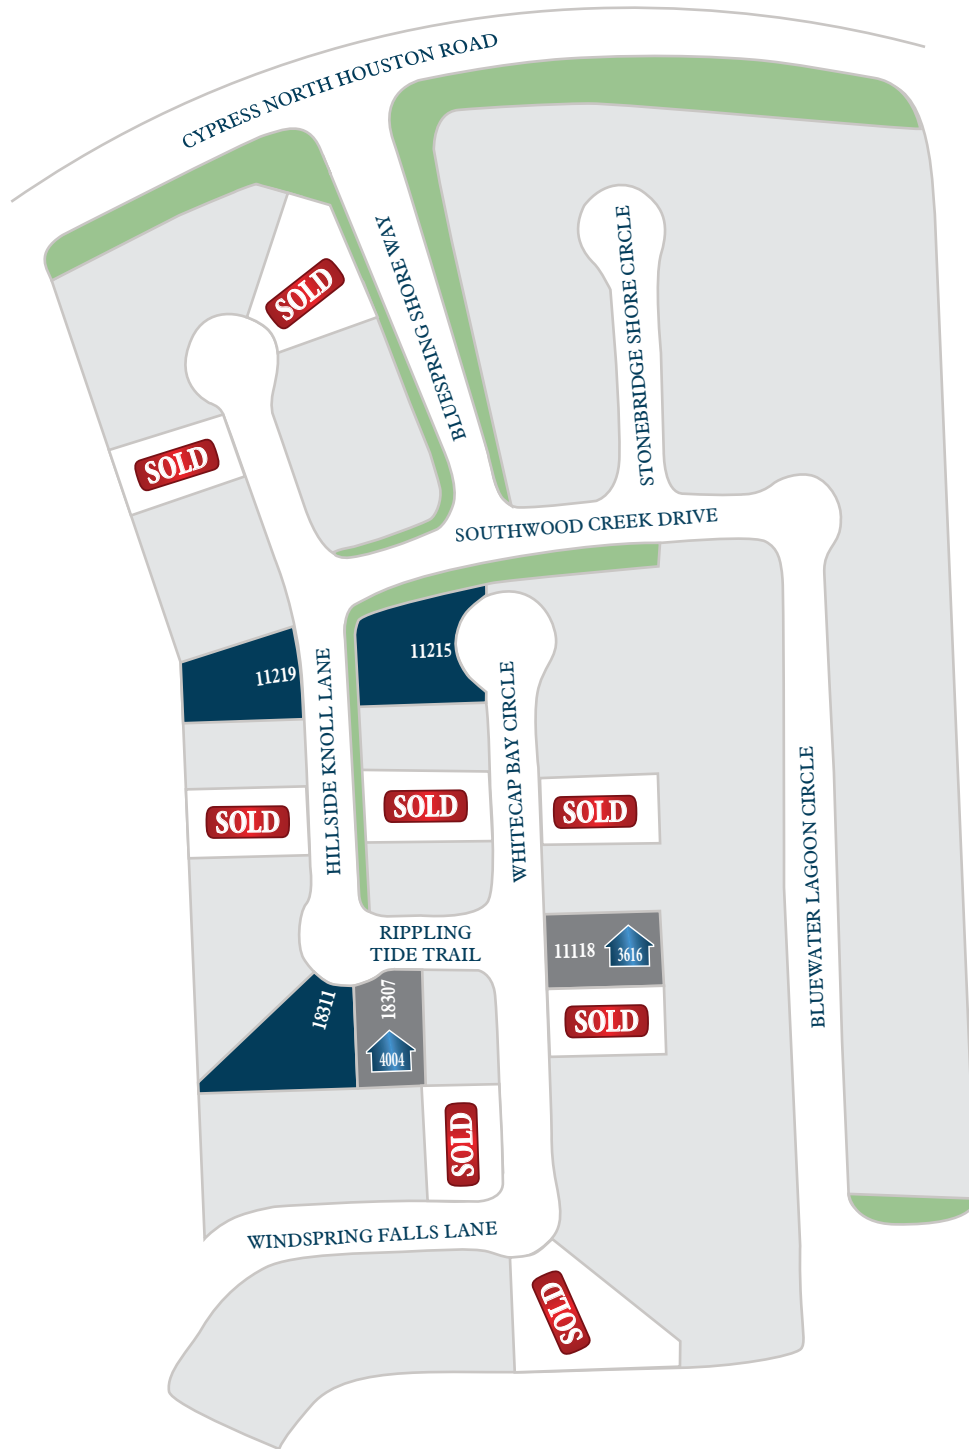 CYPRESS NORTH HOUSTON ROAD
SOLD
BLUESPRING SHORE WAY
STONEBRIDGE SHORE CIRCLE
SOLD
SOUTHWOOD CREEK DRIVE
11219
11215
HILLSIDE KNOLL LANE
WHITECAP BAY CIRCLE
BLUEWATER LAGOON CIRCLE
SOLD
SOLD
SOLD
RIPPLING
TIDE TRAIL
11118
3616
18311
18307
4004
SOLD
SOLD
WINDSPRING FALLS LANE
SOLD